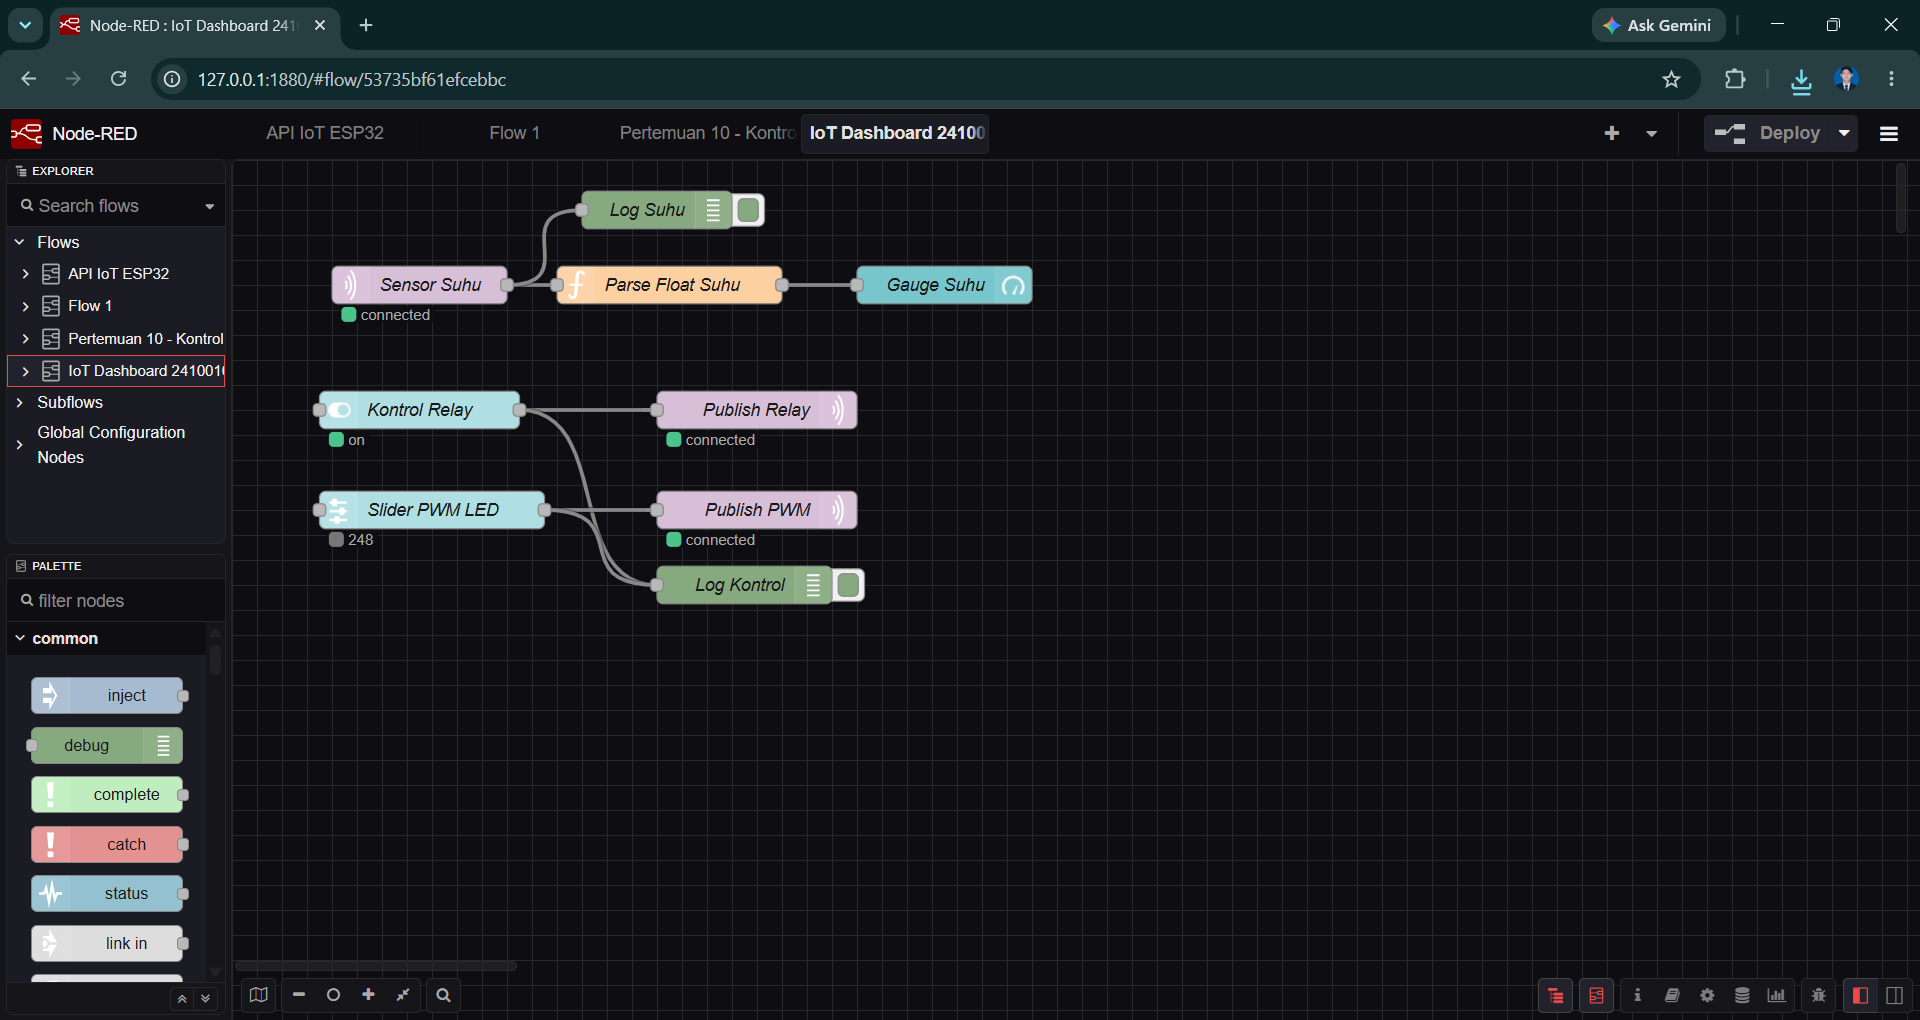 Node-RED : IoT Dashboard 241
Ask Gemini
127.0.0.1:1880/#flow/53735bf61efcebbc
Node-RED
API IoT ESP32
Flow 1
Pertemuan 10 - Kontro
IoT Dashboard 24100
Deploy
EXPLORER
Search flows
Flows
API IoT ESP32
Flow 1
Pertemuan 10 - Kontrol
IoT Dashboard 241001
Subflows
Global Configuration
Nodes
PALETTE
filter nodes
common
inject
debug
complete
catch
status
link in
Log Suhu
Sensor Suhu
Parse Float Suhu
Gauge Suhu
connected
Kontrol Relay
Publish Relay
on
connected
Slider PWM LED
Publish PWM
248
connected
Log Kontrol